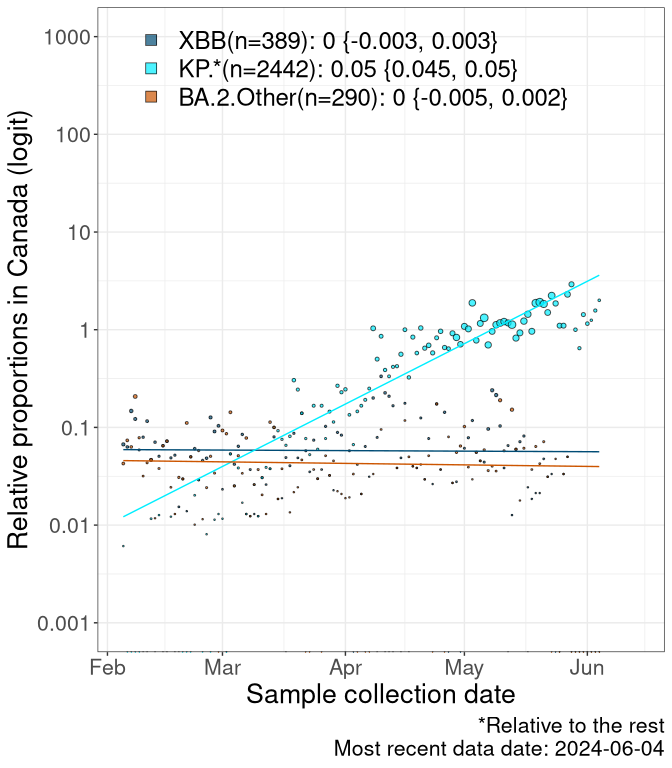 XBB(n=389): 0 {-0.003, 0.003}
KP.*(n=2442): 0.05 {0.045, 0.05}
BA.2.Other(n=290): 0 {-0.005, 0.002}
Relative proportions in Canada (logit)
1000
100
10
1
0.1
0.01
0.001
Feb Mar Apr May Jun
Sample collection date
*Relative to the rest
Most recent data date: 2024-06-04